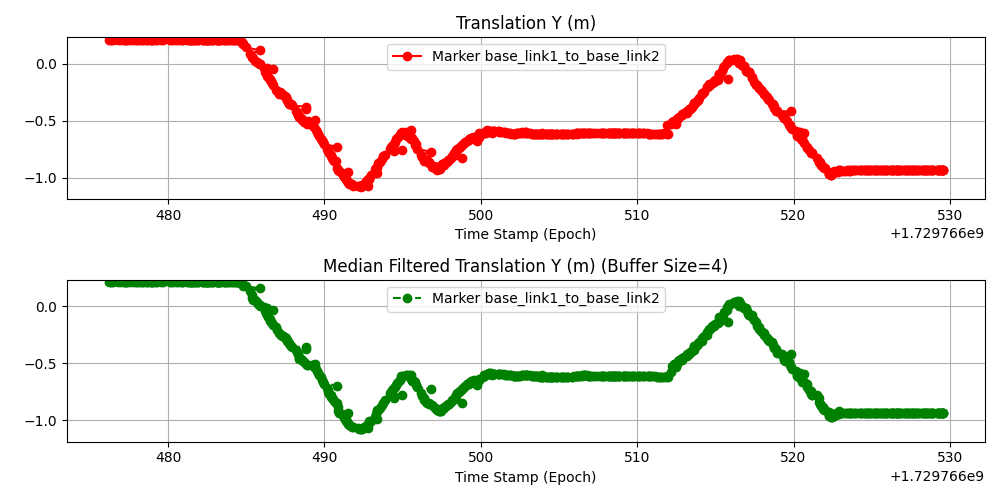 Translation Y (m)
0.0
−0.5
−1.0
Marker base_link1_to_base_link2
480 490 500 510 520 530
Time Stamp (Epoch)
+1.729766e9
Median Filtered Translation Y (m) (Buffer Size=4)
0.0
−0.5
−1.0
Marker base_link1_to_base_link2
480 490 500 510 520 530
Time Stamp (Epoch)
+1.729766e9